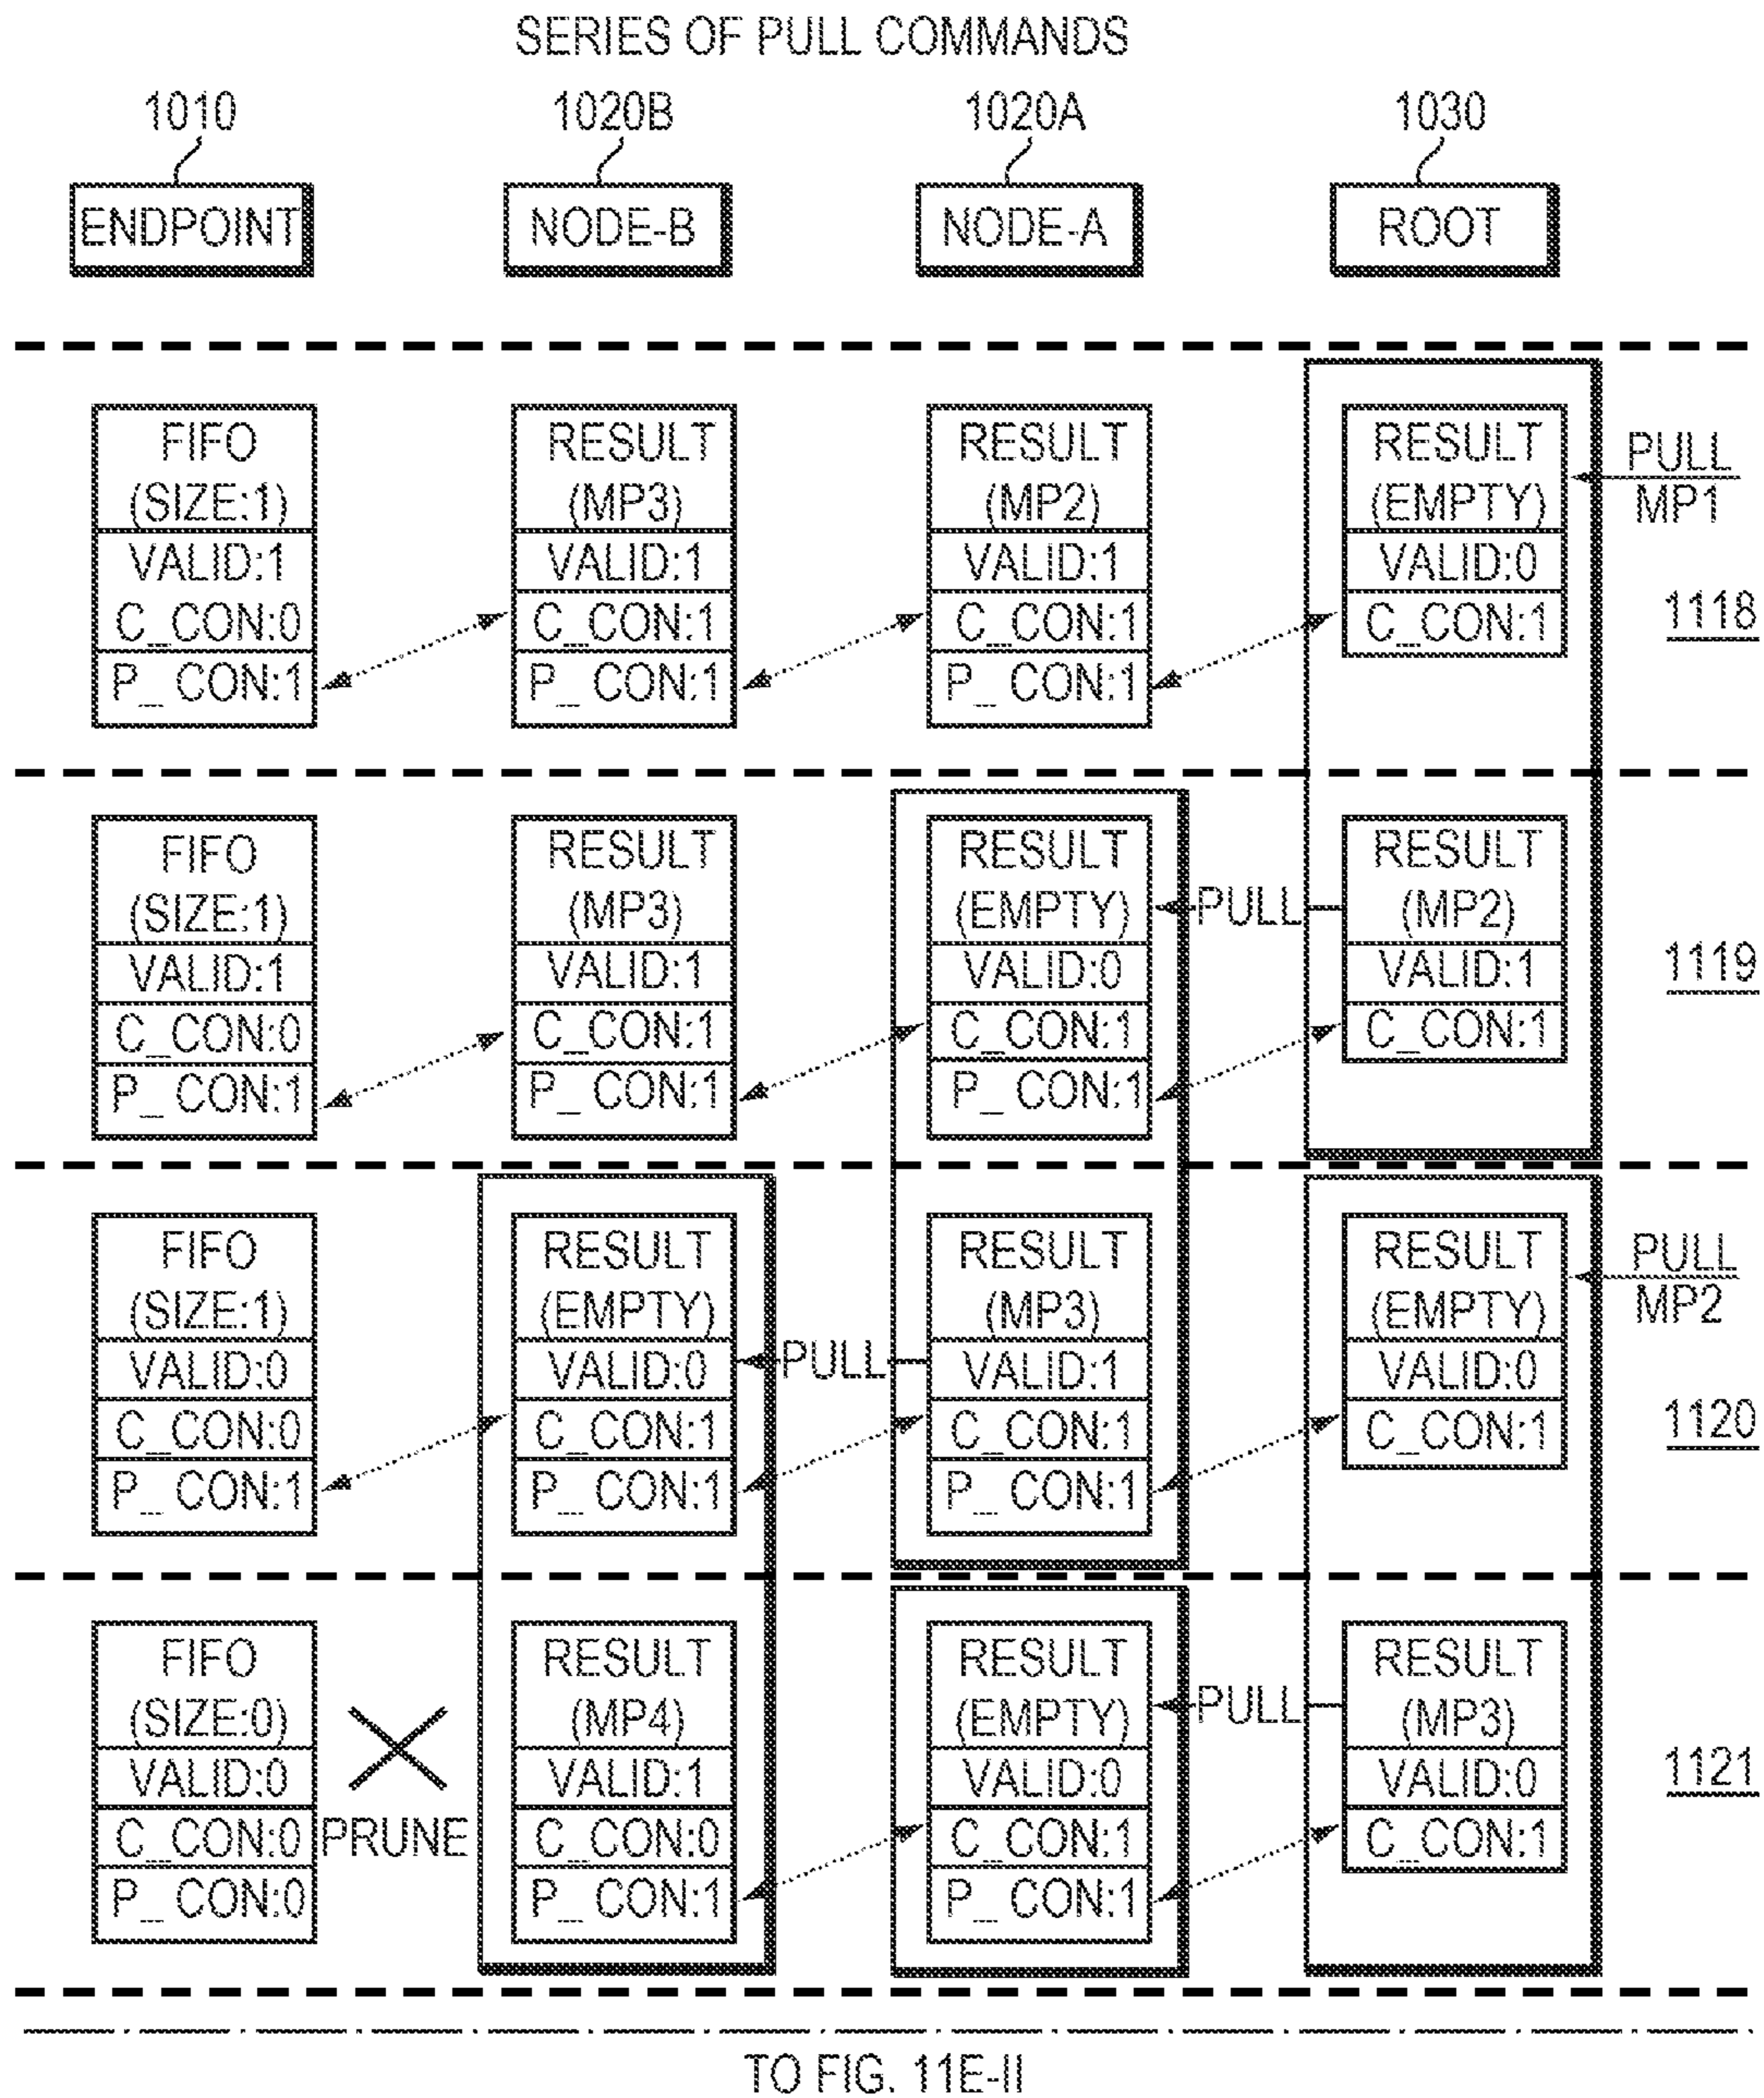 SERIES OF PULL COMMANDS
1010 1020B 1020A 1030
ENDPOINT NODE-B NODE-A ROOT
FIFO RESULT RESULT RESULT PULL
(SIZE:1) (MP3) (MP2) (EMPTY) MP1
VALID:1 VALID:1 VALID:1 VALID:0
C_CON:0 C_CON:1 C_CON:1 C_CON:1 1118
P_CON:1 P_CON:1 P_CON:1
FIFO RESULT RESULT RESULT
(SIZE:1) (MP3) (EMPTY) PULL (MP2)
VALID:1 VALID:1 VALID:0 VALID:1 1119
C_CON:0 C_CON:1 C_CON:1 C_CON:1
P_CON:1 P_CON:1 P_CON:1
FIFO RESULT RESULT RESULT PULL
(SIZE:1) (EMPTY) (MP3) (EMPTY) MP2
VALID:0 VALID:0 PULL VALID:1 VALID:0
C_CON:0 C_CON:1 C_CON:1 C_CON:1 1120
P_CON:1 P_CON:1 P_CON:1
FIFO RESULT RESULT RESULT
(SIZE:0) (MP4) (EMPTY) PULL (MP3)
VALID:0 VALID:1 VALID:0 VALID:0 1121
C_CON:0 PRUNE C_CON:0 C_CON:1 C_CON:1
P_CON:0 P_CON:1 P_CON:1
TO FIG. 11E-II